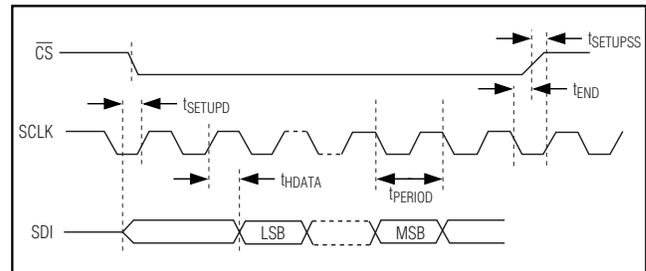 CS
tSETUPSS
tSETUPD
tEND
SCLK
tHDATA
tPERIOD
SDI
LSB
MSB